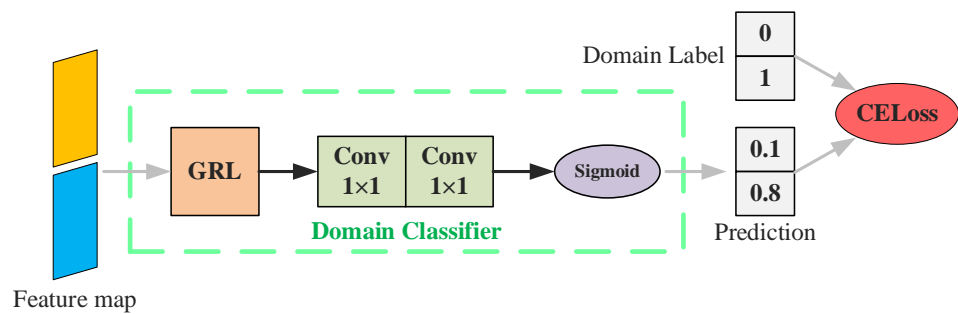 0
Domain Label
1
CELoss
GRL
Conv
1×1
Conv
1×1
Sigmoid
0.1
0.8
Domain Classifier
Prediction
Feature map